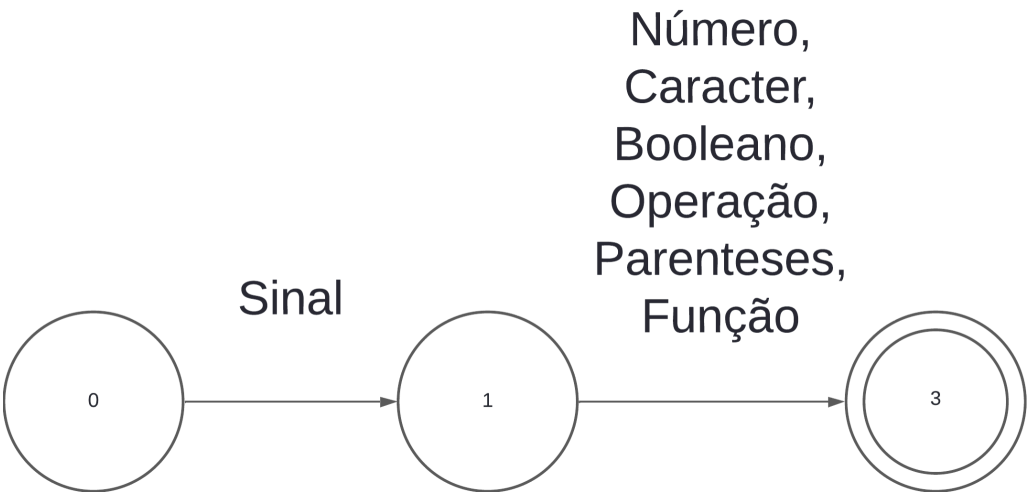 Número,
Caracter,
Booleano,
Operação,
Parenteses,
Função
Sinal
0
1
3